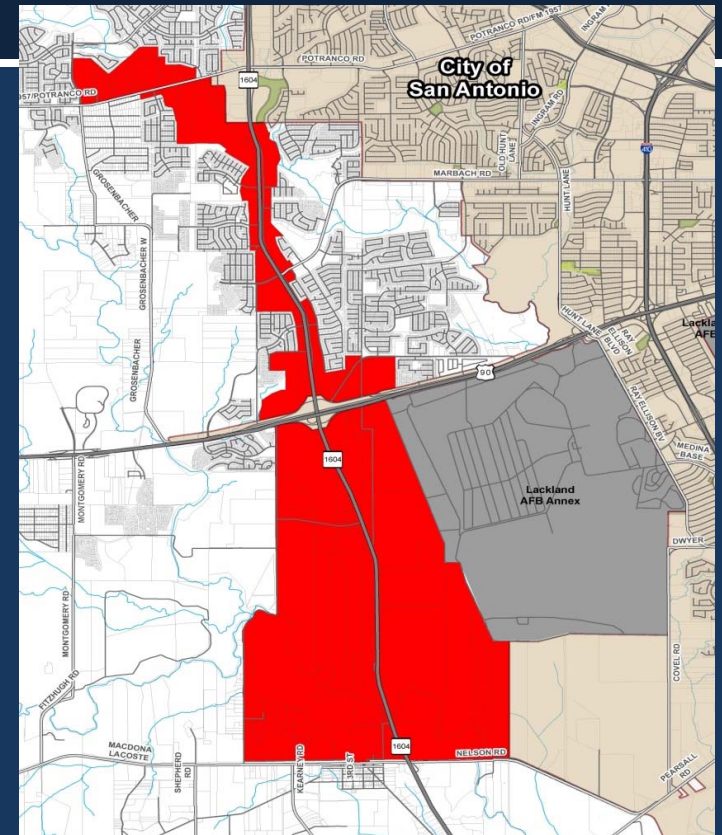 POTRANCO RD/FM 1957
INGRAM
POTRANCO RD
City of
San Antonio
1604
957/POTRANCO RD
INGRAM RD
OLD HUNT
LANE
MARBACH RD
HUNT LANE
410
GROSENBACHER
GROSENBACHER W
GROSENBACHER
HUNT LANE
BLVD
RAY
ELLISON
Lackla
AFB
90
RAY ELLISON BV
MEDINA
BASE
MONTGOMERY RD
1604
Lackland
AFB Annex
DWYER
MONTGOMERY RD
COVEL RD
FITZHUGH RD
MACDONA
LACOSTE
SHEPHERD
RD
KEARNEY RD
3RD ST
1604
NELSON RD
PEARSALL
RD